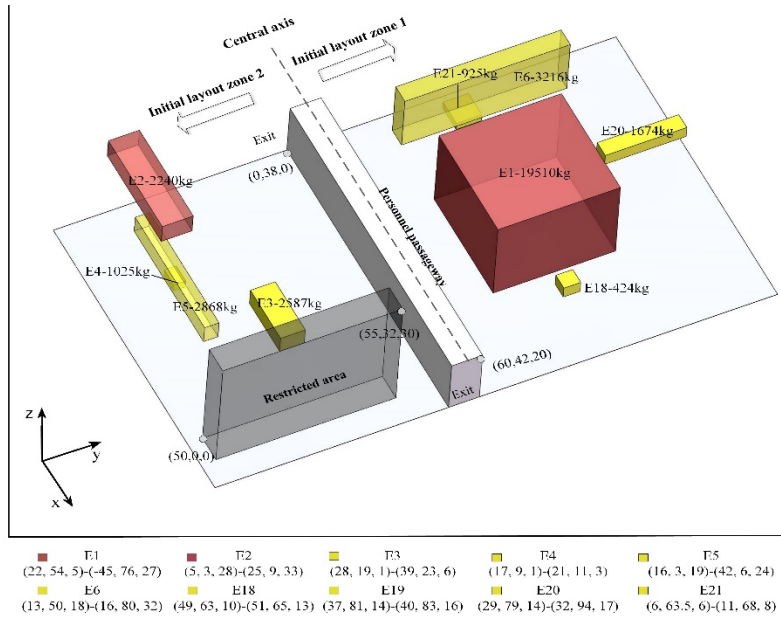 Central axis
Initial layout zone 1
Initial layout zone 2
E21-925kg
E6-3216kg
E20-1674kg
Exit
E2-2240kg
E1-19510kg
(0,38,0)
Personnel passageway
E4-1025kg
E5-2868kg
E3-2587kg
E18-424kg
(55,32,30)
(60,42,20)
Restricted area
Exit
(50,0,0)
z
y
x
E1 E2 E3 E4 E5
(22, 54, 5)-(-45, 76, 27) (5, 3, 28)-(25, 9, 33) (28, 19, 1)-(39, 23, 6) (17, 9, 1)-(21, 11, 3) (16, 3, 19)-(42, 6, 24)
E6 E18 E19 E20 E21
(13, 50, 18)-(16, 80, 32) (49, 63, 10)-(51, 65, 13) (37, 81, 14)-(40, 83, 16) (29, 79, 14)-(32, 94, 17) (6, 63.5, 6)-(11, 68, 8)